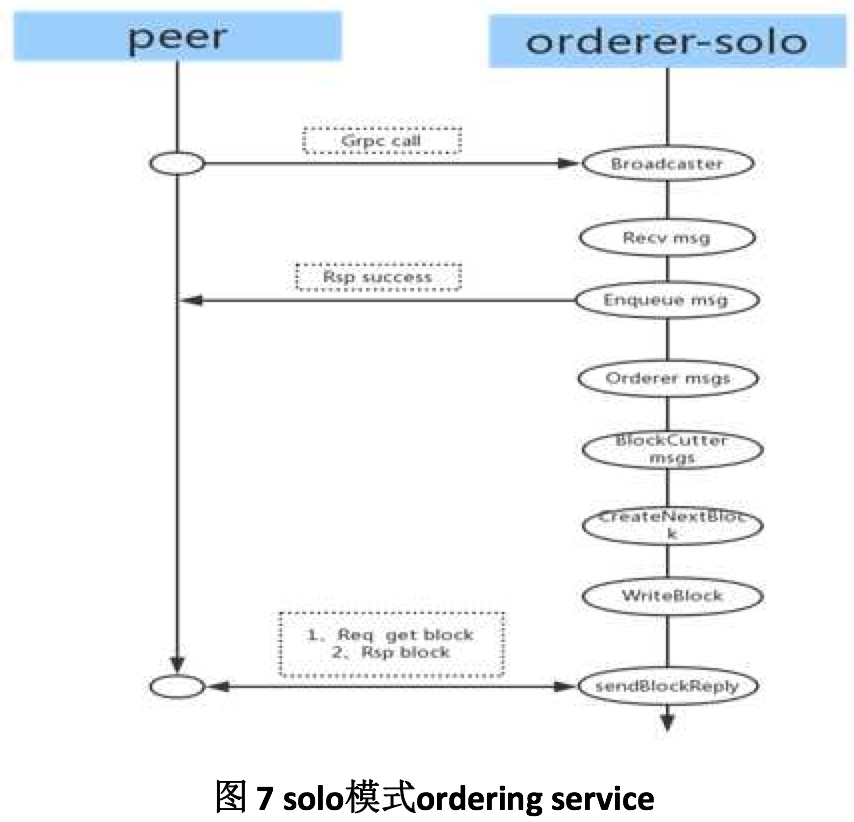 peer
orderer-solo
Grpc call
Broadcaster
Recv msg
Rsp success
Enqueue msg
Orderer msgs
BlockCutter
msgs
CreateNextBloc
k
WriteBlock
1、Req get block
2、Rsp block
sendBlockReply
图 7 solo模式ordering service